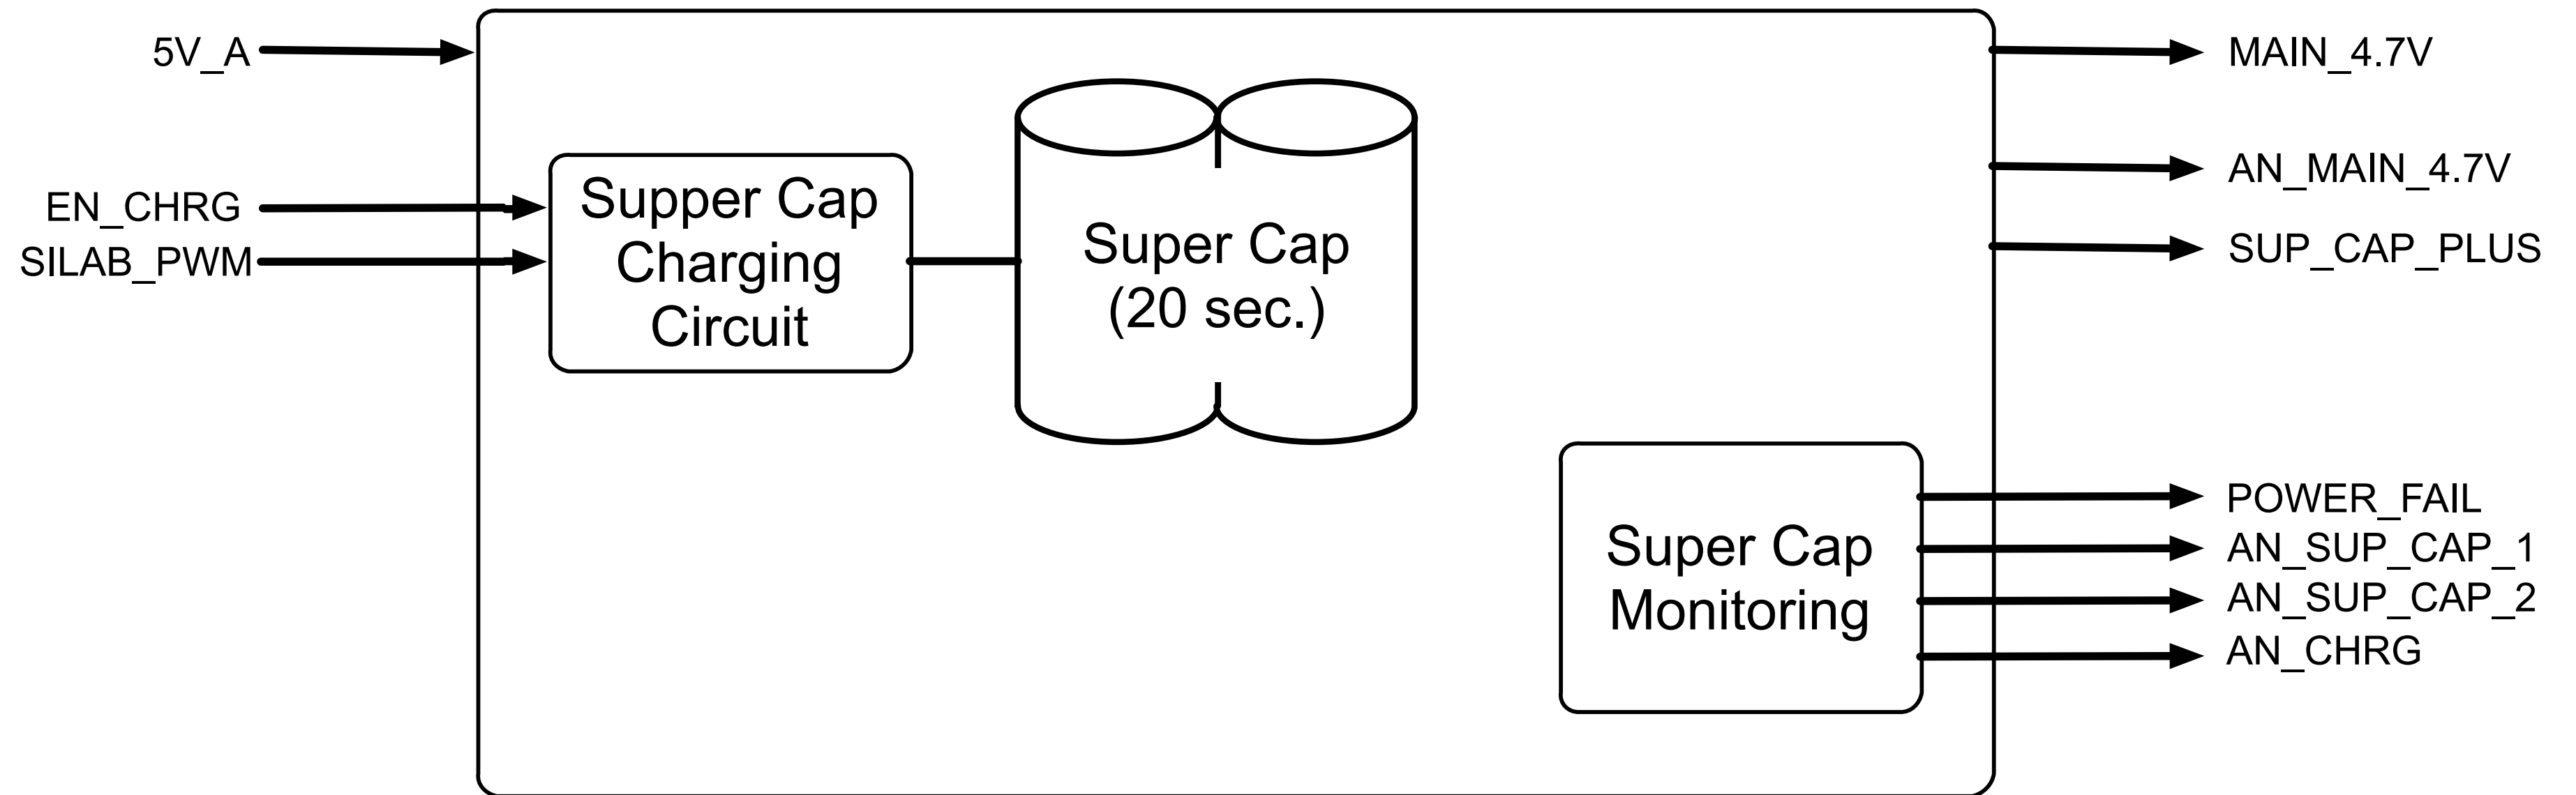 5V_A
EN_CHRG
SILAB_PWM
Supper Cap
Charging
Circuit
Super Cap
(20 sec.)
Super Cap
Monitoring
MAIN_4.7V
AN_MAIN_4.7V
SUP_CAP_PLUS
POWER_FAIL
AN_SUP_CAP_1
AN_SUP_CAP_2
AN_CHRG